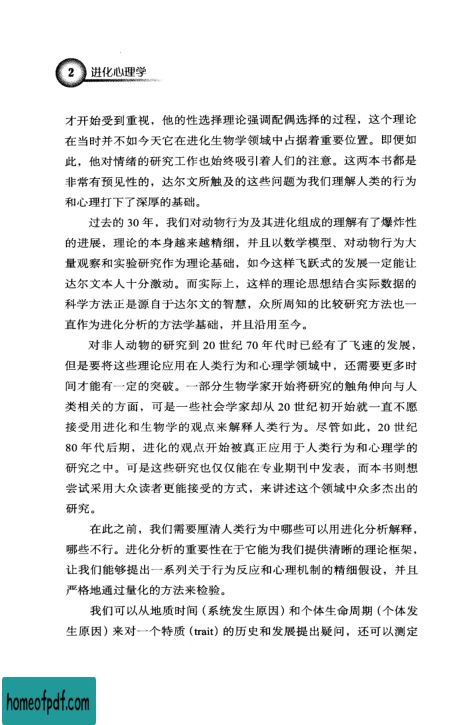 2 进化心理学
才开始受到重视，他的性选择理论强调配偶选择的过程，这个理论
在当时并不如今天它在进化生物学领域中占据着重要位置。即便如
此，他对情绪的研究工作也始终吸引着人们的注意。这两本书都是
非常有预见性的，达尔文所触及的这些问题为我们理解人类的行为
和心理打下了深厚的基础。
过去的 30 年，我们对动物行为及其进化组成的理解有了爆炸性
的进展，理论的本身越来越精细，并且以数学模型、对动物行为大
量观察和实验研究作为理论基础，如今这样飞跃式的发展一定能让
达尔文本人十分激动。而实际上，这样的理论思想结合实际数据的
科学方法正是源自于达尔文的智慧，众所周知的比较研究方法也一
直作为进化分析的方法学基础，并且沿用至今。
对非人动物的研究到 20 世纪 70 年代时已经有了飞速的发展，
但是要将这些理论应用在人类行为和心理学领域中，还需要更多时
间才能有一定的突破。一部分生物学家开始将研究的触角伸向与人
类相关的方面，可是一些社会学家却从 20 世纪初开始就一直不愿
接受用进化和生物学的观点来解释人类行为。尽管如此，20 世纪
80 年代后期，进化的观点开始被真正应用于人类行为和心理学的
研究之中。可是这些研究也仅仅能在专业期刊中发表，而本书则想
尝试采用大众读者更能接受的方式，来讲述这个领域中众多杰出的
研究。
在此之前，我们需要厘清人类行为中哪些可以用进化分析解释，
哪些不行。进化分析的重要性在于它能为我们提供清晰的理论框架，
让我们能够提出一系列关于行为反应和心理机制的精细假设，并且
严格地通过量化的方法来检验。
我们可以从地质时间（系统发生原因）和个体生命周期（个体发
生原因）来对一个特质（trait）的历史和发展提出疑问，还可以测定
homeofpdf.com